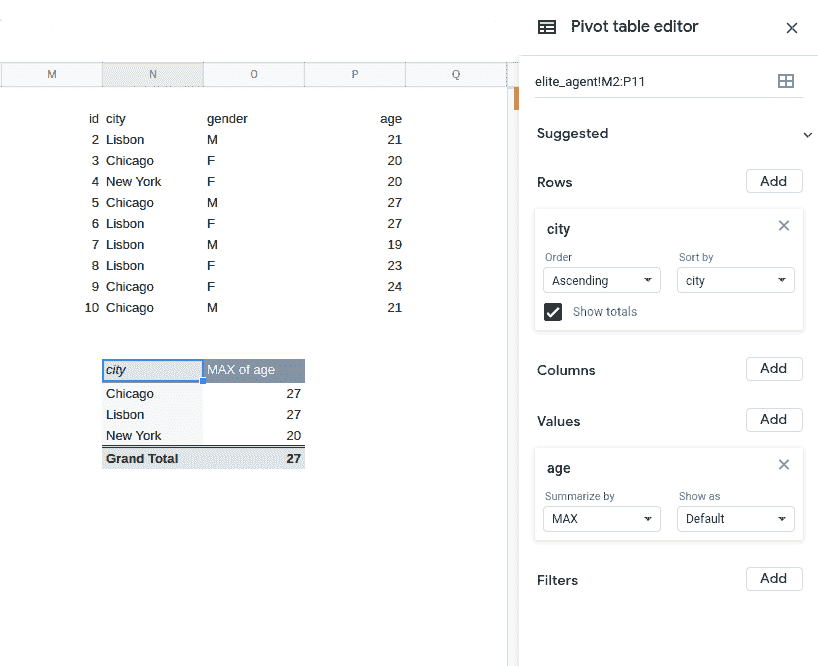 M N O P Q
id city gender age
2 Lisbon M 21
3 Chicago F 20
4 New York F 20
5 Chicago M 27
6 Lisbon F 27
7 Lisbon M 19
8 Lisbon F 23
9 Chicago F 24
10 Chicago M 21
city MAX of age
Chicago 27
Lisbon 27
New York 20
Grand Total 27
Pivot table editor
elite_agent!M2:P11
Suggested
Rows Add
city
Order Sort by
Ascending city
Show totals
Columns Add
Values Add
age
Summarize by Show as
MAX Default
Filters Add